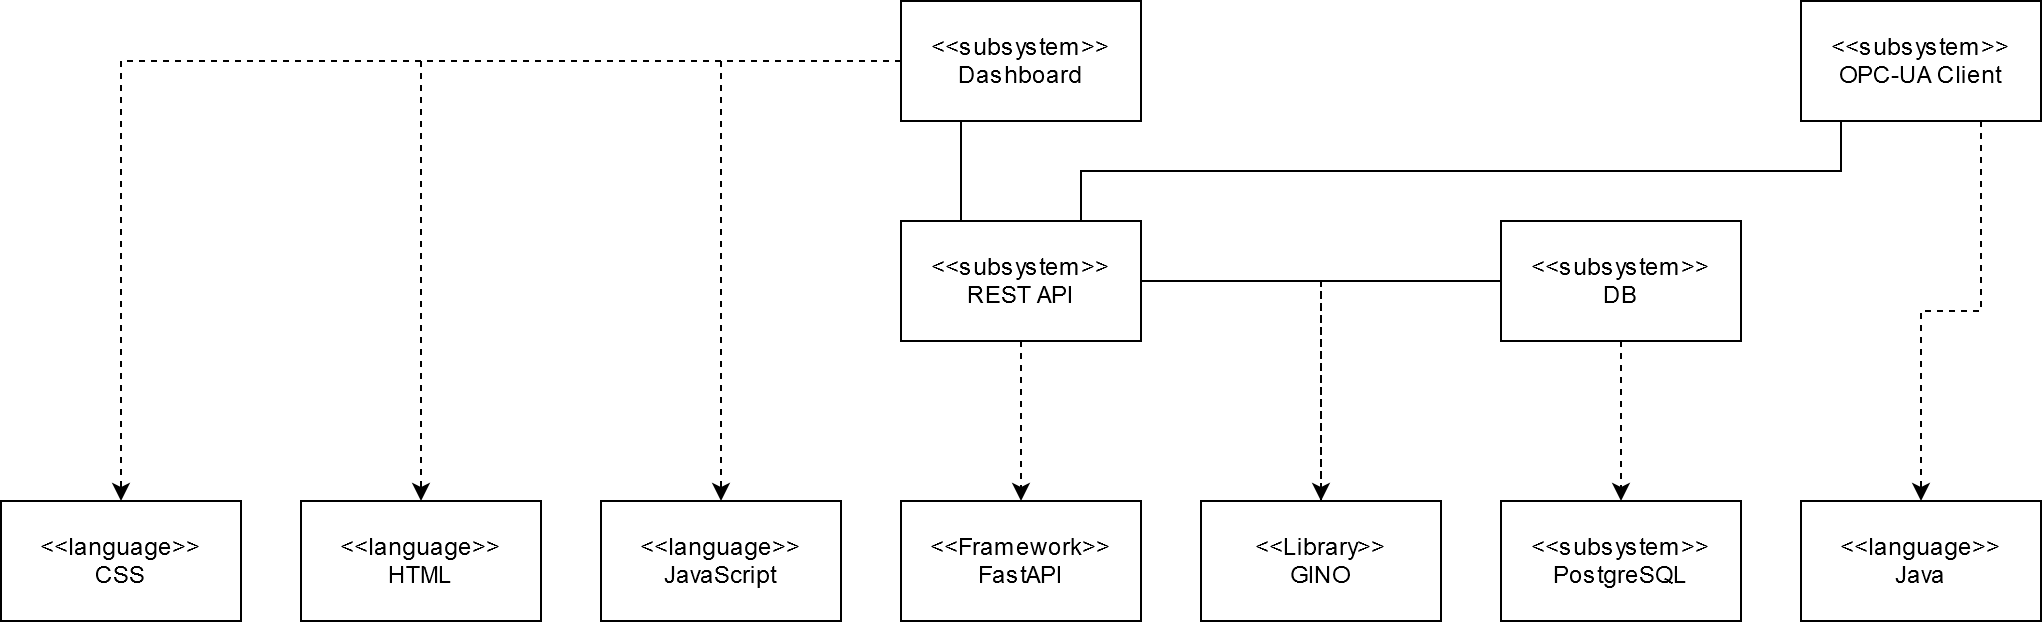 <<subsystem>>
Dashboard
<<subsystem>>
OPC-UA Client
<<subsystem>>
REST API
<<subsystem>>
DB
<<language>>
CSS
<<language>>
HTML
<<language>>
JavaScript
<<Framework>>
FastAPI
<<Library>>
GINO
<<subsystem>>
PostgreSQL
<<language>>
Java